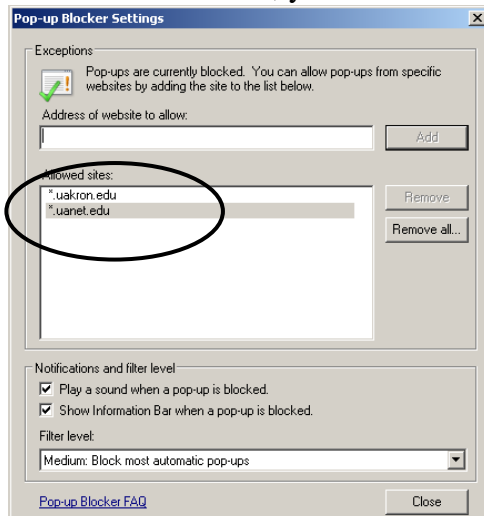 Pop-up Blocker Settings
Exceptions
Pop-ups are currently blocked. You can allow pop-ups from specific
websites by adding the site to the list below.
Address of website to allow:
Add
Allowed sites:
*.uakron.edu
*.uanet.edu
Remove
Remove all...
Notifications and filter level
Play a sound when a pop-up is blocked.
Show Information Bar when a pop-up is blocked.
Filter level:
Medium: Block most automatic pop-ups
Pop-up Blocker FAQ
Close